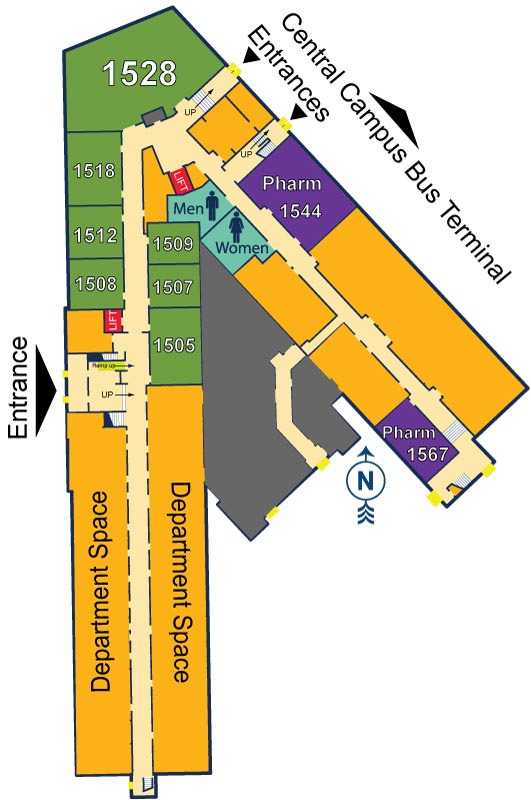 1528
Central Campus Bus Terminal
Entrances
UP
UP
1518
LIFT
Pharm
1544
Men
Women
1512
1509
1508
1507
LIFT
1505
Entrance
Ramp up
UP
Pharm
1567
N
Department Space
Department Space